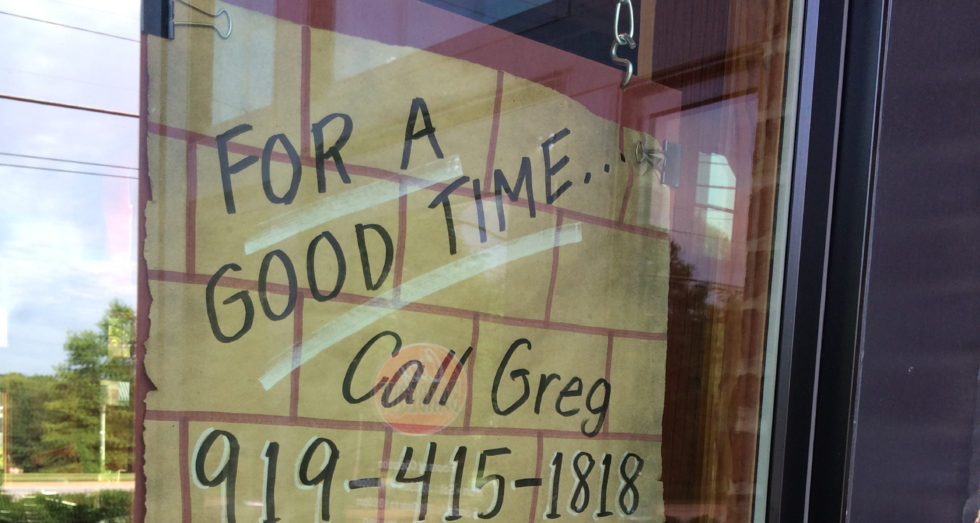 FOR A
GOOD TIME...
Call Greg
919-415-1818